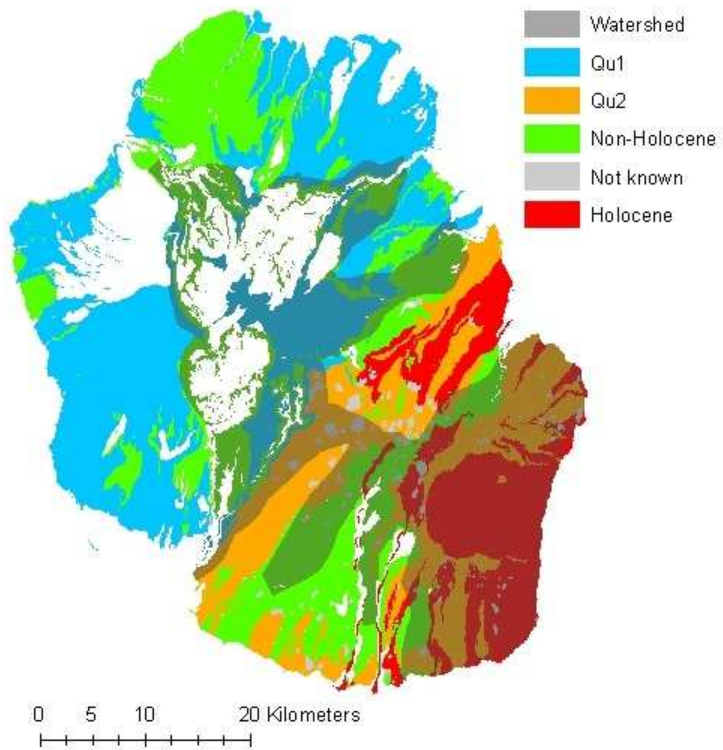 Watershed
Qu1
Qu2
Non-Holocene
Not known
Holocene
0 5 10 20 Kilometers